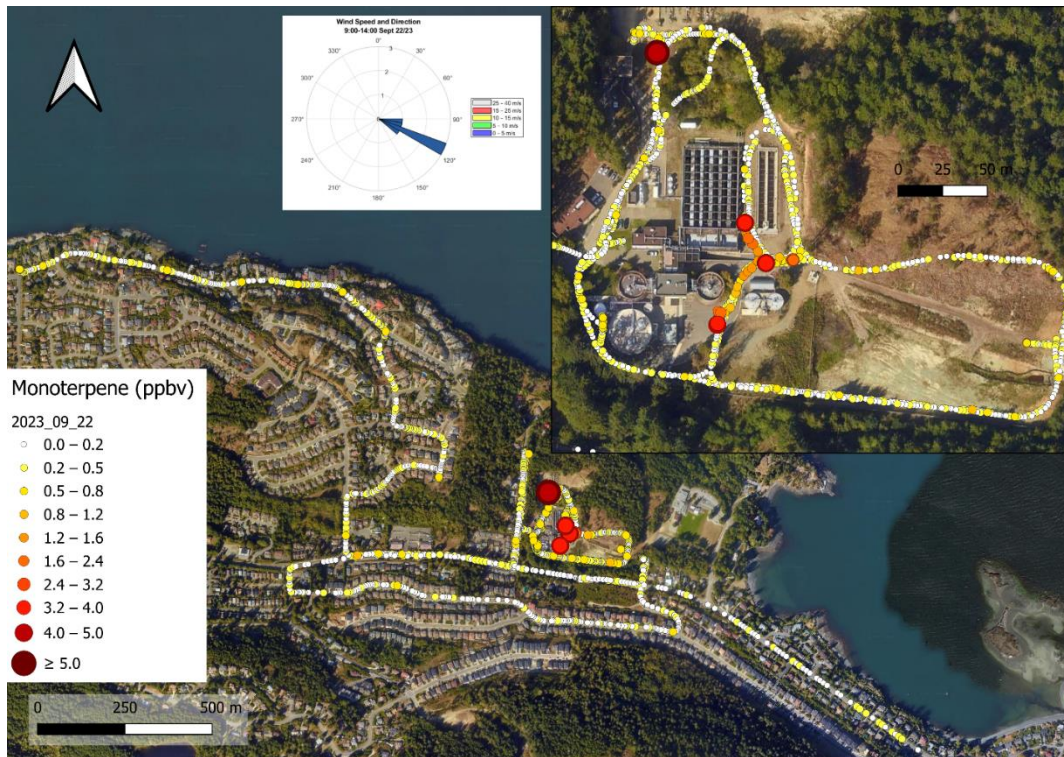 Wind Speed and Direction
9:00-14:00 Sept 22/23
0°
30°
60°
90°
120°
150°
180°
210°
240°
270°
300°
330°
3
2
1
0
25 – 40 m/s
15 – 25 m/s
10 – 15 m/s
5 – 10 m/s
0 – 5 m/s
0 25 50 m
Monoterpene (ppbv)
2023_09_22
0.0 – 0.2
0.2 – 0.5
0.5 – 0.8
0.8 – 1.2
1.2 – 1.6
1.6 – 2.4
2.4 – 3.2
3.2 – 4.0
4.0 – 5.0
≥ 5.0
0 250 500 m